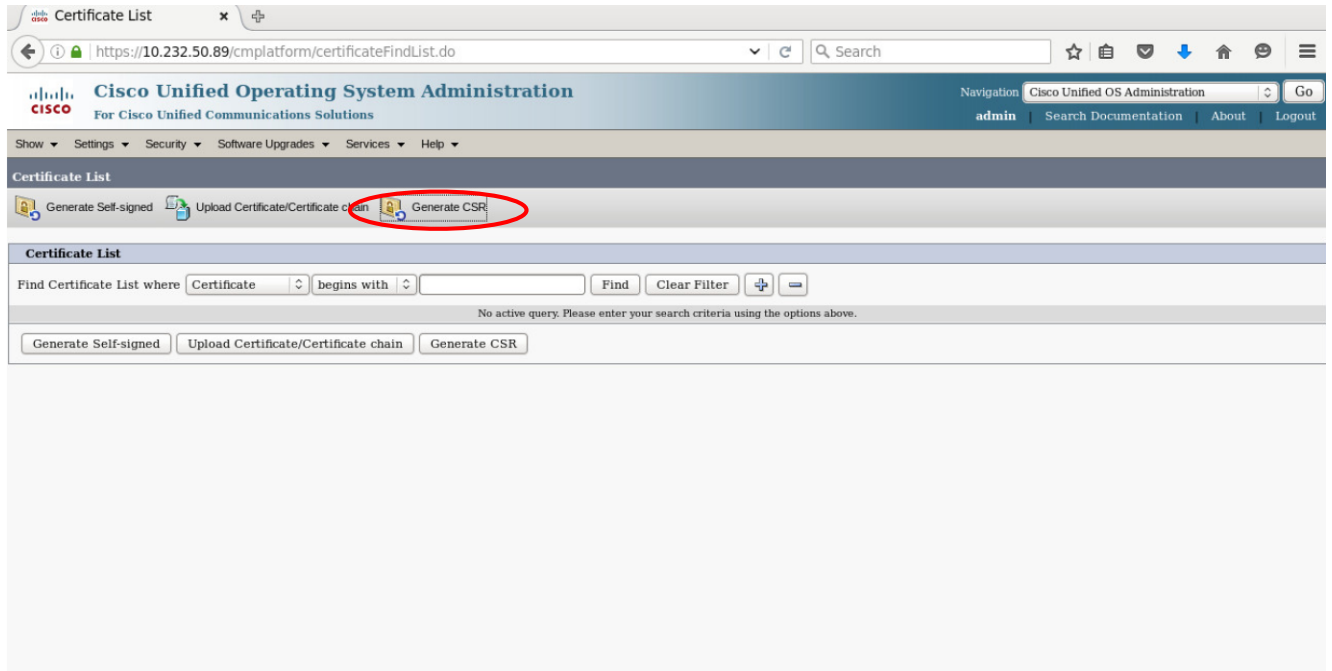 Certificate List
https://10.232.50.89/cmplatform/certificateFindList.do Search
CISCO Cisco Unified Operating System Administration
For Cisco Unified Communications Solutions
Navigation Cisco Unified OS Administration Go
admin | Search Documentation | About | Logout
Show Settings Security Software Upgrades Services Help
Certificate List
Generate Self-signed Upload Certificate/Certificate chain Generate CSR
Certificate List
Find Certificate List where Certificate begins with Find Clear Filter
No active query. Please enter your search criteria using the options above.
Generate Self-signed Upload Certificate/Certificate chain Generate CSR